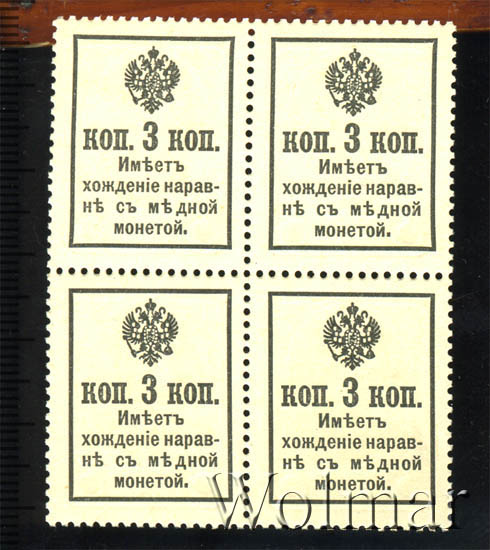 коп. 3 коп.
Имѣетъ
хожденіе нарав-
нѣ съ мѣдной
монетой.
коп. 3 коп.
Имѣетъ
хожденіе нарав-
нѣ съ мѣдной
монетой.
коп. 3 коп.
Имѣетъ
хожденіе нарав-
нѣ съ мѣдной
монетой.
коп. 3 коп.
Имѣетъ
хожденіе нарав-
нѣ съ мѣдной
монетой.
Wolmar